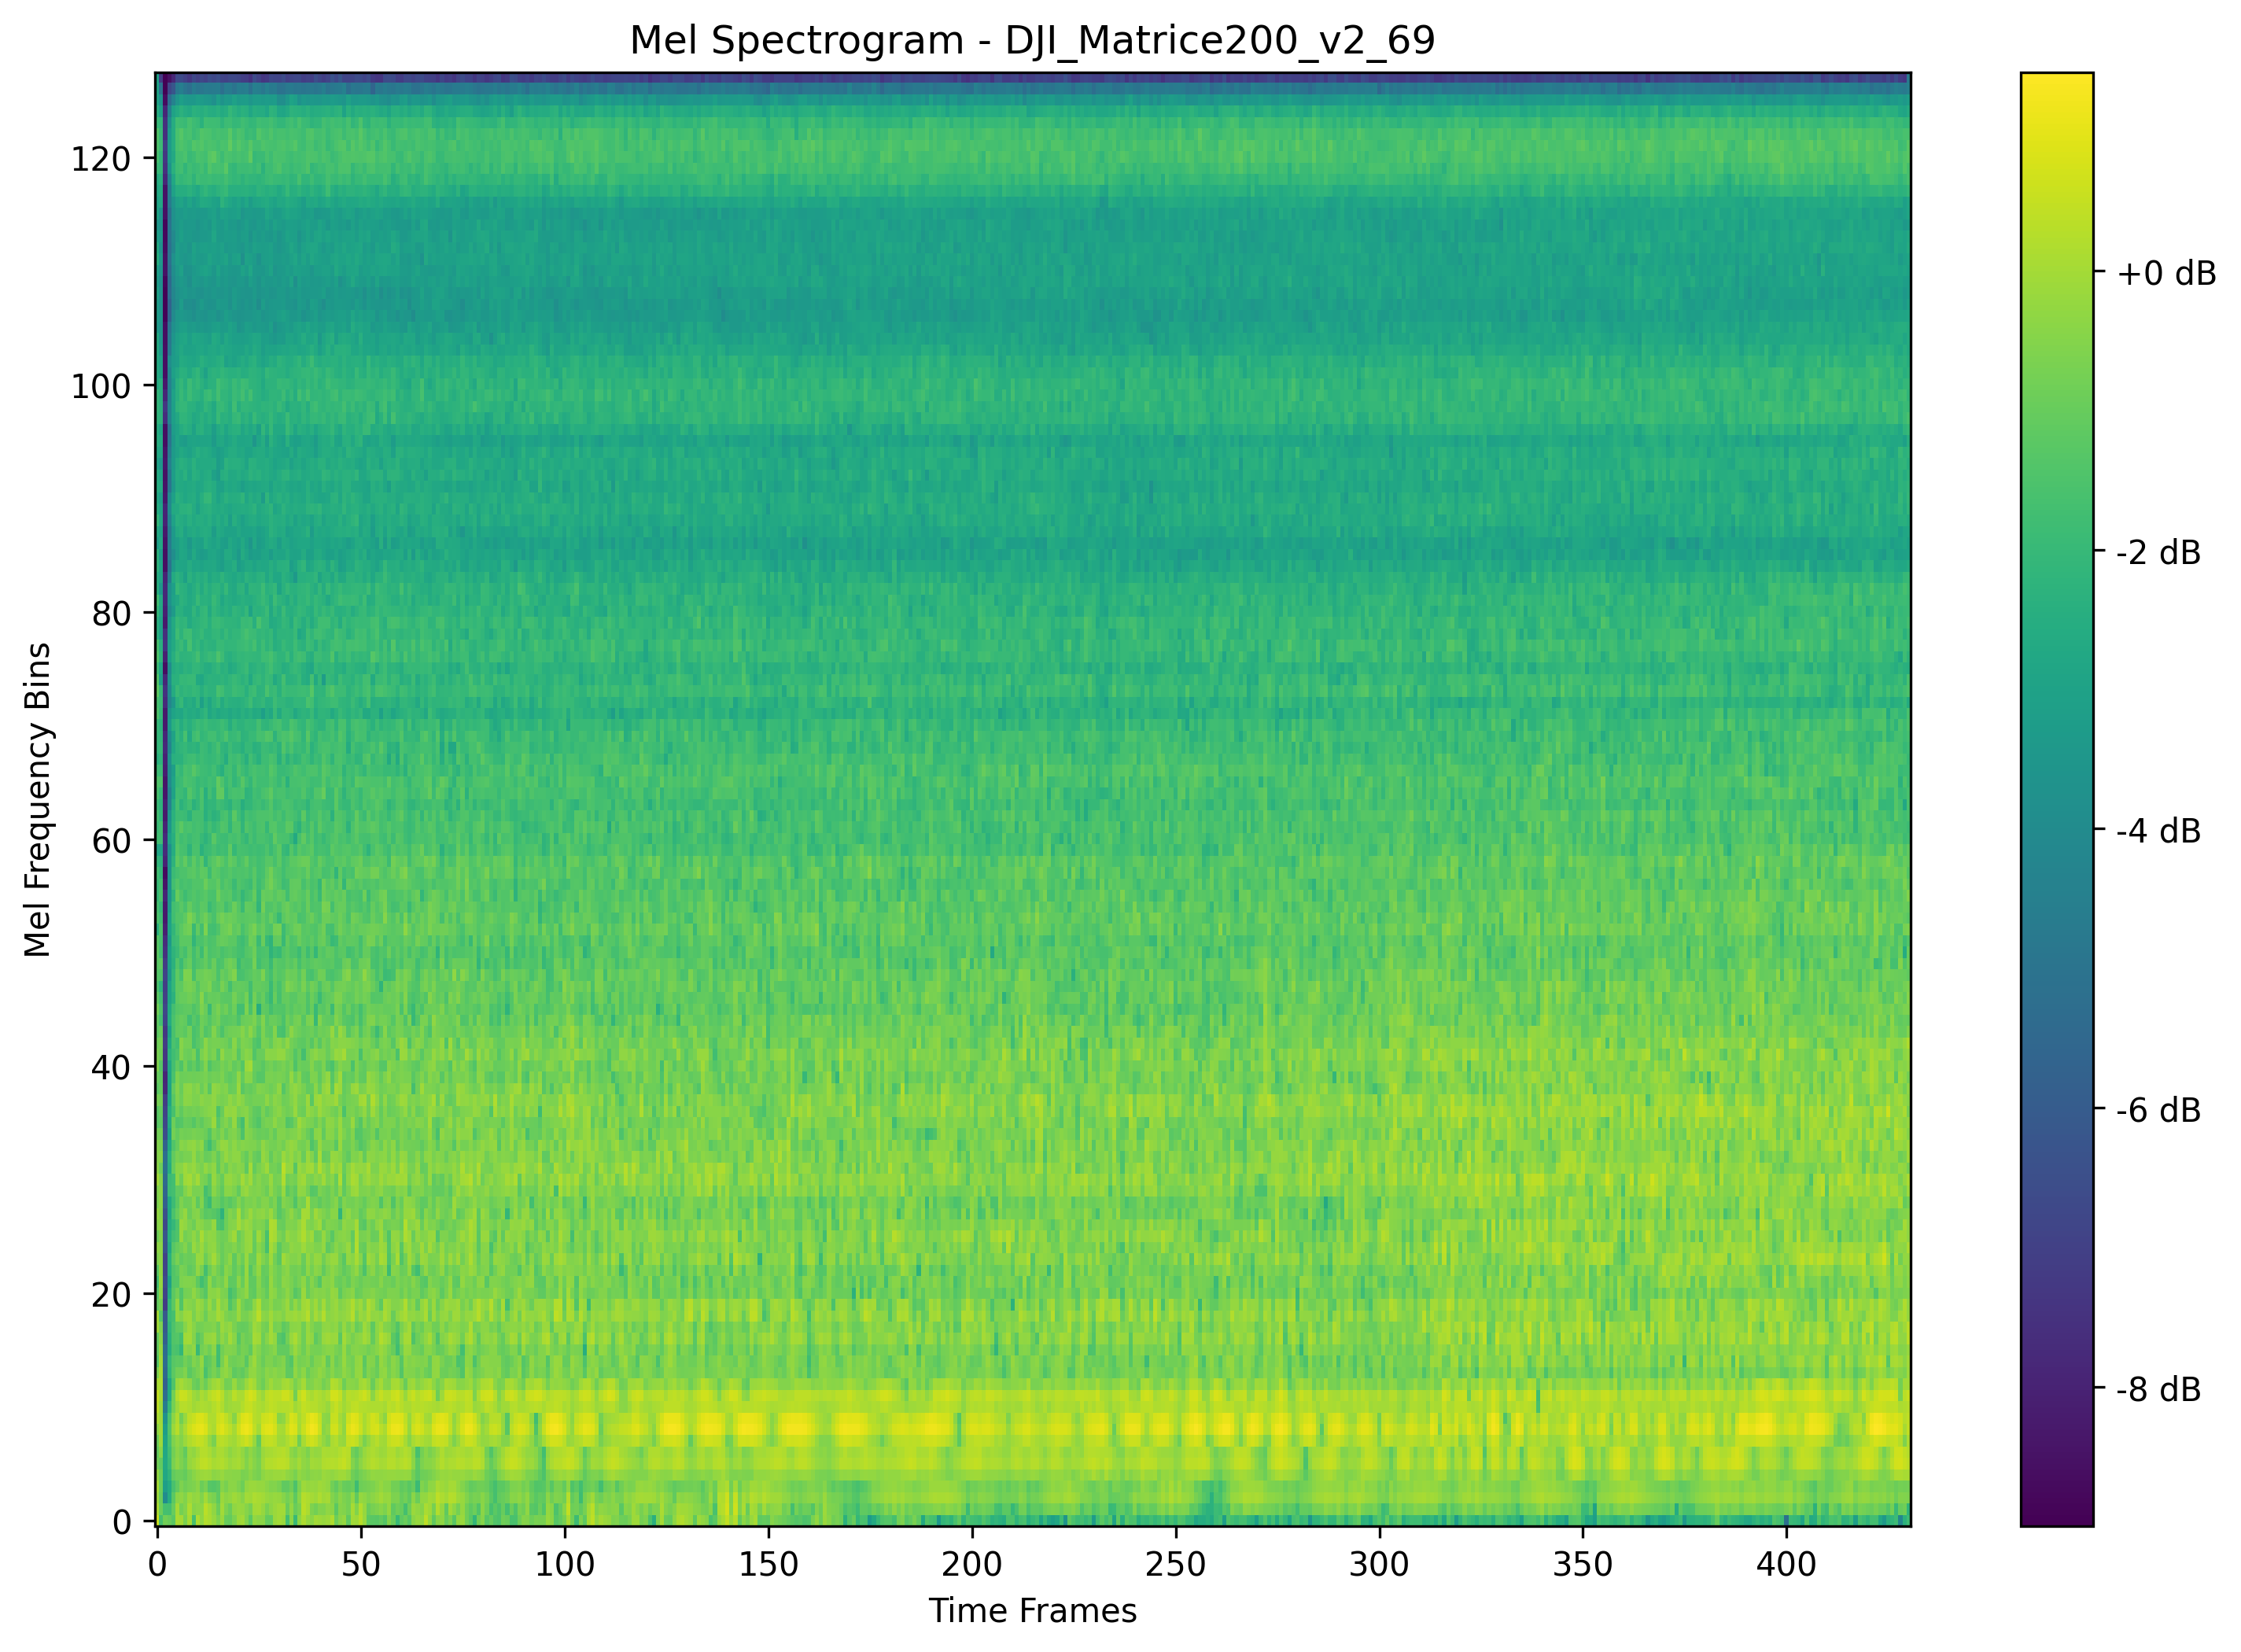 Mel Spectrogram - DJI_Matrice200_v2_69
Mel Frequency Bins
120
100
80
60
40
20
0
0 50 100 150 200 250 300 350 400
Time Frames
+0 dB
-2 dB
-4 dB
-6 dB
-8 dB